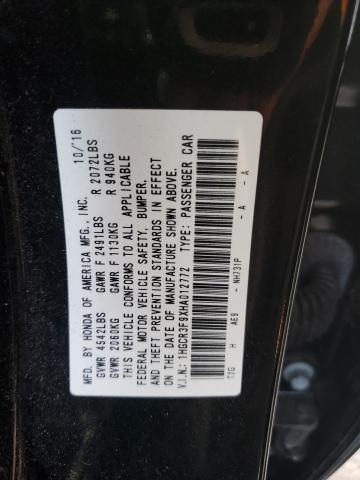 MFD. BY HONDA OF AMERICA MFG., INC. 10/16
GVWR 4542LBS GAWR F 2491LBS R 2072LBS
GVWR 2060KG GAWR F 1130KG R 940KG
THIS VEHICLE CONFORMS TO ALL APPLICABLE
FEDERAL MOTOR VEHICLE SAFETY, BUMPER,
AND THEFT PREVENTION STANDARDS IN EFFECT
ON THE DATE OF MANUFACTURE SHOWN ABOVE.
V.I.N.: 1HGCR3F9XHA012772 TYPE: PASSENGER CAR
12G H AE9 - NH731P - A - A